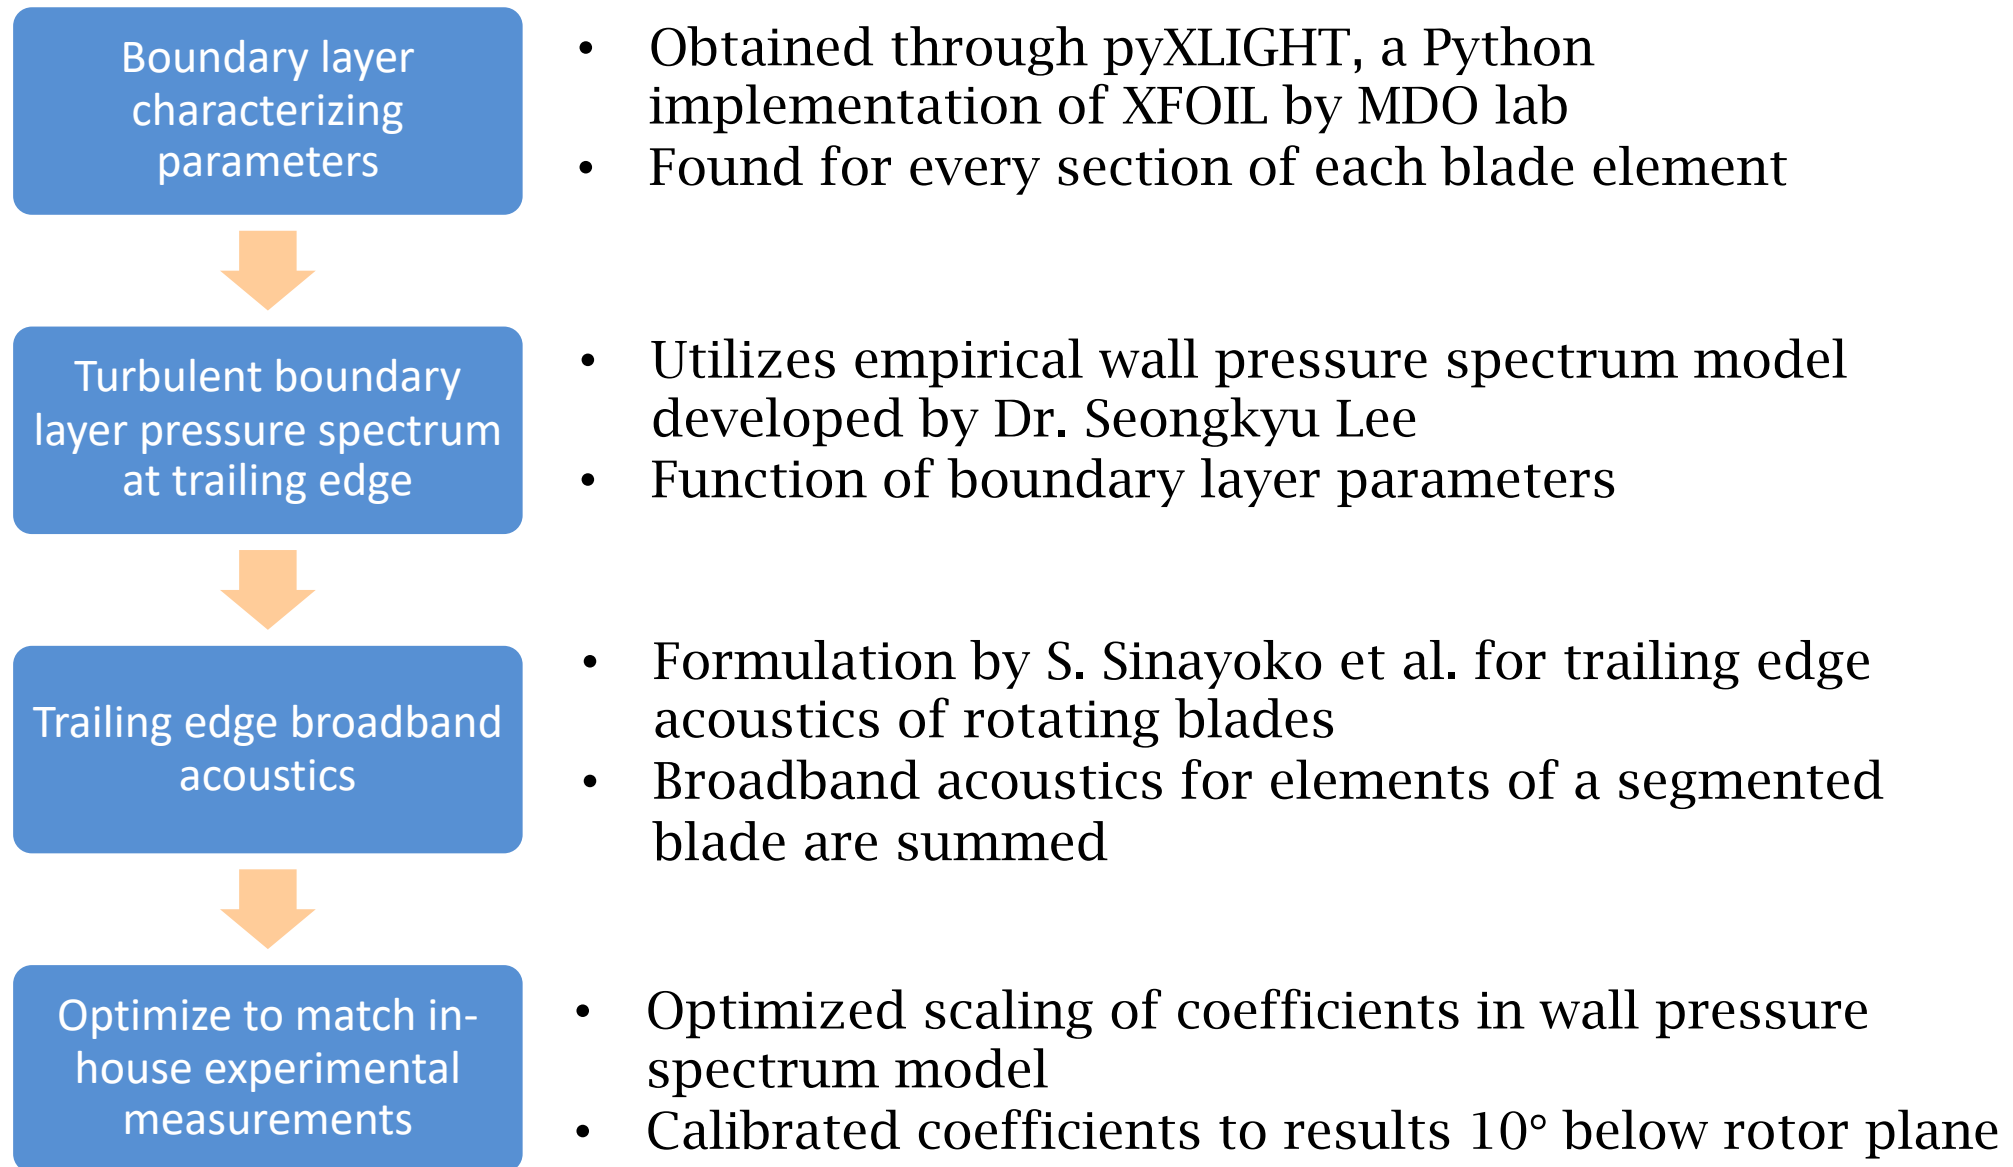 Boundary layer
characterizing
parameters
• Obtained through pyXLIGHT, a Python
implementation of XFOIL by MDO lab
• Found for every section of each blade element
Turbulent boundary
layer pressure spectrum
at trailing edge
• Utilizes empirical wall pressure spectrum model
developed by Dr. Seongkyu Lee
• Function of boundary layer parameters
Trailing edge broadband
acoustics
• Formulation by S. Sinayoko et al. for trailing edge
acoustics of rotating blades
• Broadband acoustics for elements of a segmented
blade are summed
Optimize to match in-
house experimental
measurements
• Optimized scaling of coefficients in wall pressure
spectrum model
• Calibrated coefficients to results 10° below rotor plane